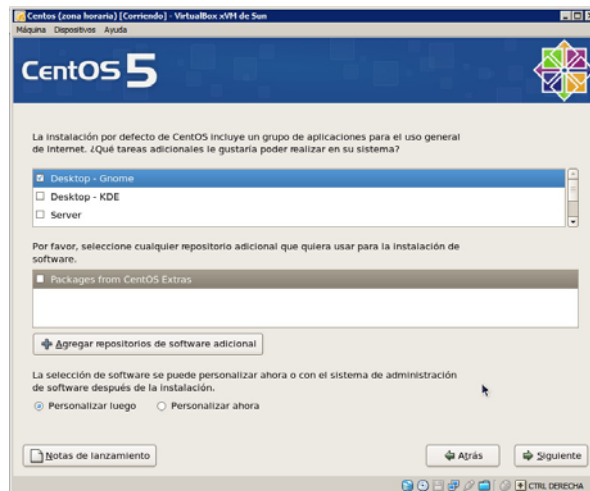 Centos (zona horaria) [Corriendo] - VirtualBox xVM de Sun
Máquina Dispositivos Ayuda
CentOS 5
La instalación por defecto de CentOS incluye un grupo de aplicaciones para el uso general
de Internet. ¿Qué tareas adicionales le gustaría poder realizar en su sistema?
Desktop - Gnome
Desktop - KDE
Server
Por favor, seleccione cualquier repositorio adicional que quiera usar para la instalación de
software.
Packages from CentOS Extras
Agregar repositorios de software adicional
La selección de software se puede personalizar ahora o con el sistema de administración
de software después de la instalación.
Personalizar luego Personalizar ahora
Notas de lanzamiento Atrás Siguiente
CTRL DERECHA